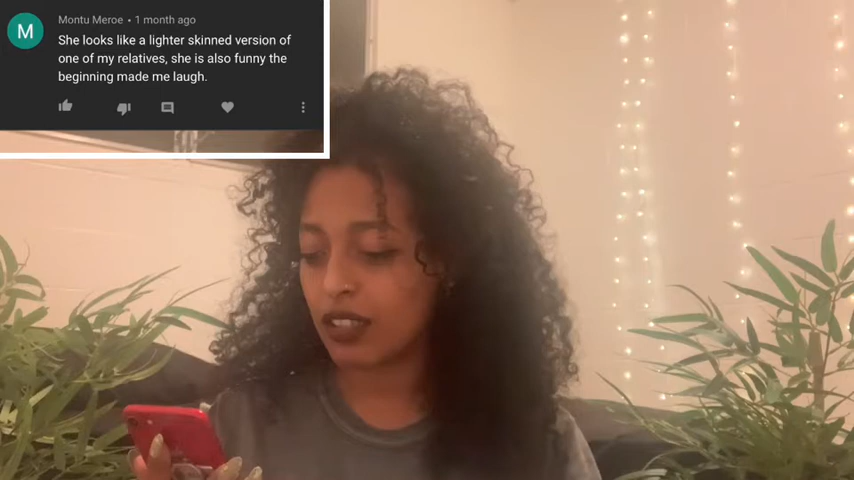 M
Montu Meroe • 1 month ago
She looks like a lighter skinned version of
one of my relatives, she is also funny the
beginning made me laugh.